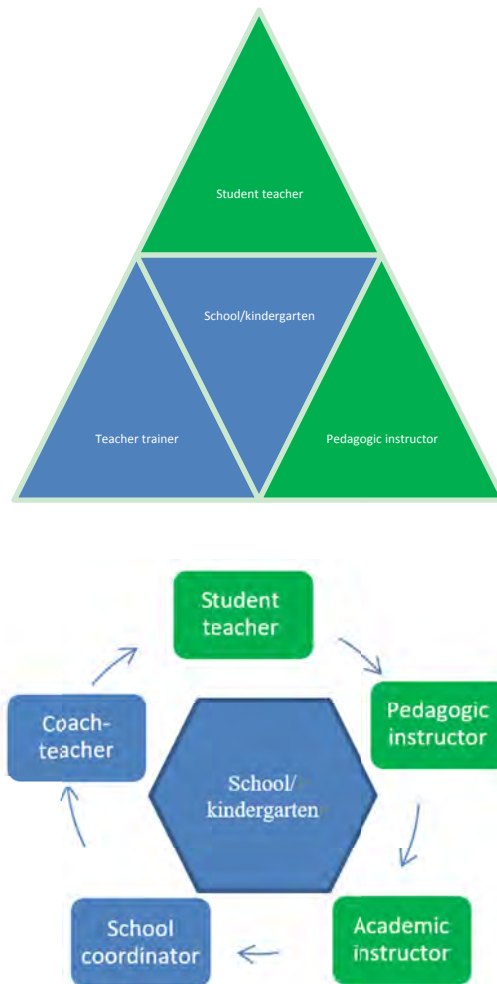 Student teacher
School/kindergarten
Teacher trainer
Pedagogic instructor
Student
teacher
Coach-
teacher
Pedagogic
instructor
School/
kindergarten
School
coordinator
Academic
instructor